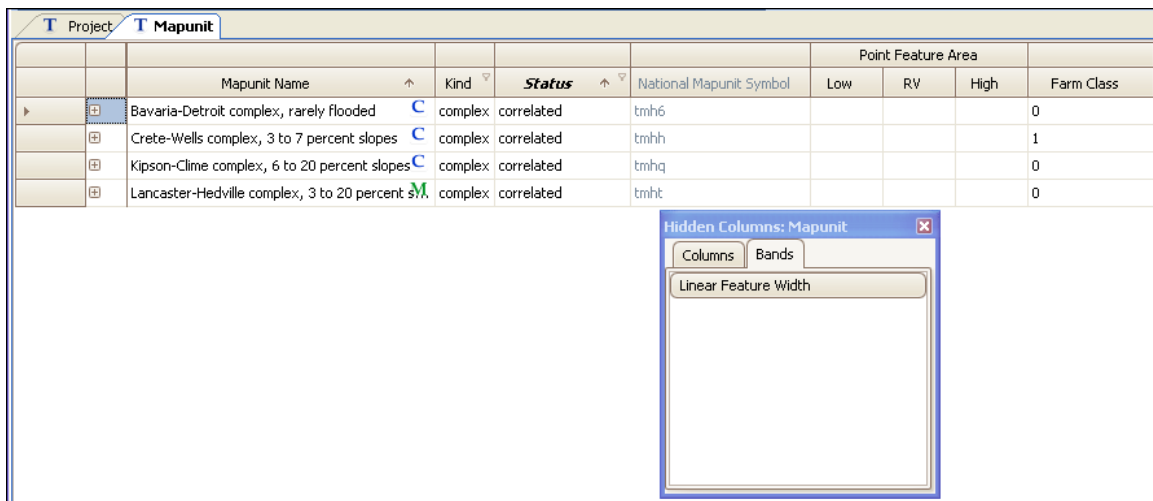 T Project T Mapunit
Point Feature Area
Mapunit Name Kind Status National Mapunit Symbol Low RV High Farm Class
Bavaria-Detroit complex, rarely flooded C complex correlated tmh6 0
Crete-Wells complex, 3 to 7 percent slopes C complex correlated tmhh 1
Kipson-Clime complex, 6 to 20 percent slopes C complex correlated tmhq 0
Lancaster-Hedville complex, 3 to 20 percent s... M complex correlated tmht 0
Hidden Columns: Mapunit
Columns Bands
Linear Feature Width